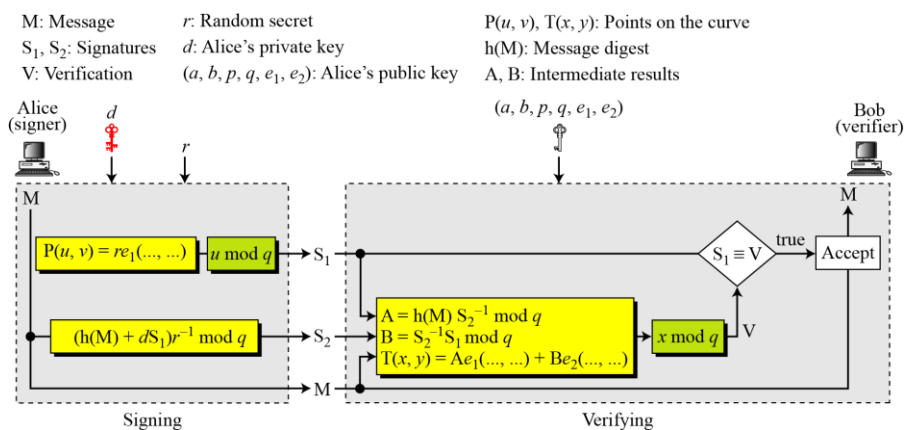 M: Message
r: Random secret
P(u, v), T(x, y): Points on the curve
S₁, S₂: Signatures
d: Alice's private key
h(M): Message digest
V: Verification
(a, b, p, q, e₁, e₂): Alice's public key
A, B: Intermediate results
Alice
(signer)
d
r
(a, b, p, q, e₁, e₂)
Bob
(verifier)
M
M
P(u, v) = re₁(..., ...)
u mod q
S₁
S₁ ≡ V
true
Accept
(h(M) + dS₁)r⁻¹ mod q
S₂
A = h(M) S₂⁻¹ mod q
B = S₂⁻¹S₁ mod q
T(x, y) = Ae₁(..., ...) + Be₂(..., ...)
x mod q
V
M
Signing
Verifying